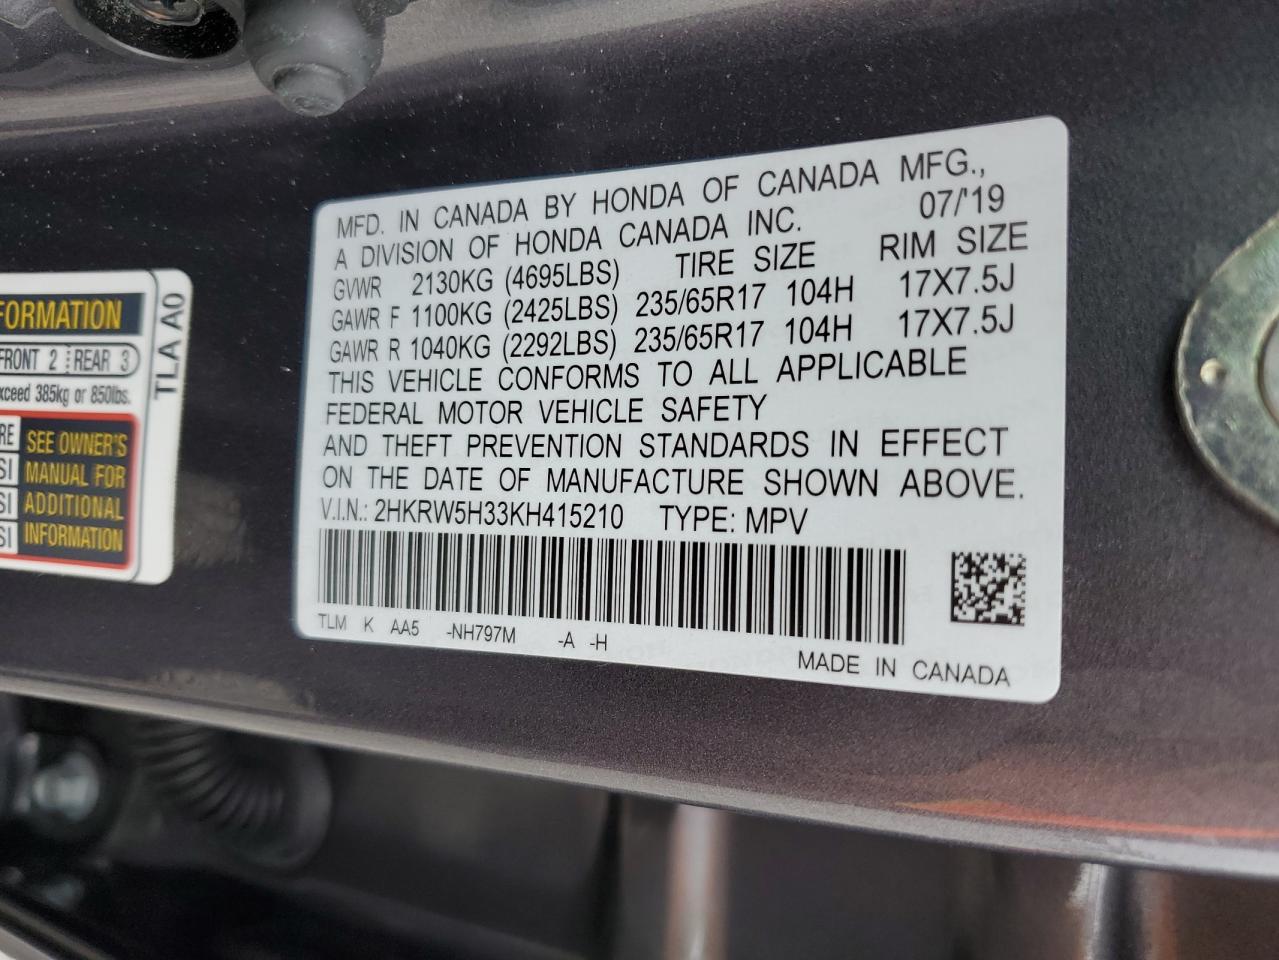 MFD. IN CANADA BY HONDA OF CANADA MFG.,
A DIVISION OF HONDA CANADA INC. 07/'19
GVWR 2130KG (4695LBS) TIRE SIZE RIM SIZE
GAWR F 1100KG (2425LBS) 235/65R17 104H 17X7.5J
GAWR R 1040KG (2292LBS) 235/65R17 104H 17X7.5J
THIS VEHICLE CONFORMS TO ALL APPLICABLE
FEDERAL MOTOR VEHICLE SAFETY
AND THEFT PREVENTION STANDARDS IN EFFECT
ON THE DATE OF MANUFACTURE SHOWN ABOVE.
V.I.N.: 2HKRW5H33KH415210 TYPE: MPV
TLM K AA5 -NH797M -A -H
MADE IN CANADA
FORMATION
FRONT 2 REAR 3
xceed 385kg or 850lbs.
RE
SI
SI
SI
SEE OWNER'S
MANUAL FOR
ADDITIONAL
INFORMATION
TLA A0